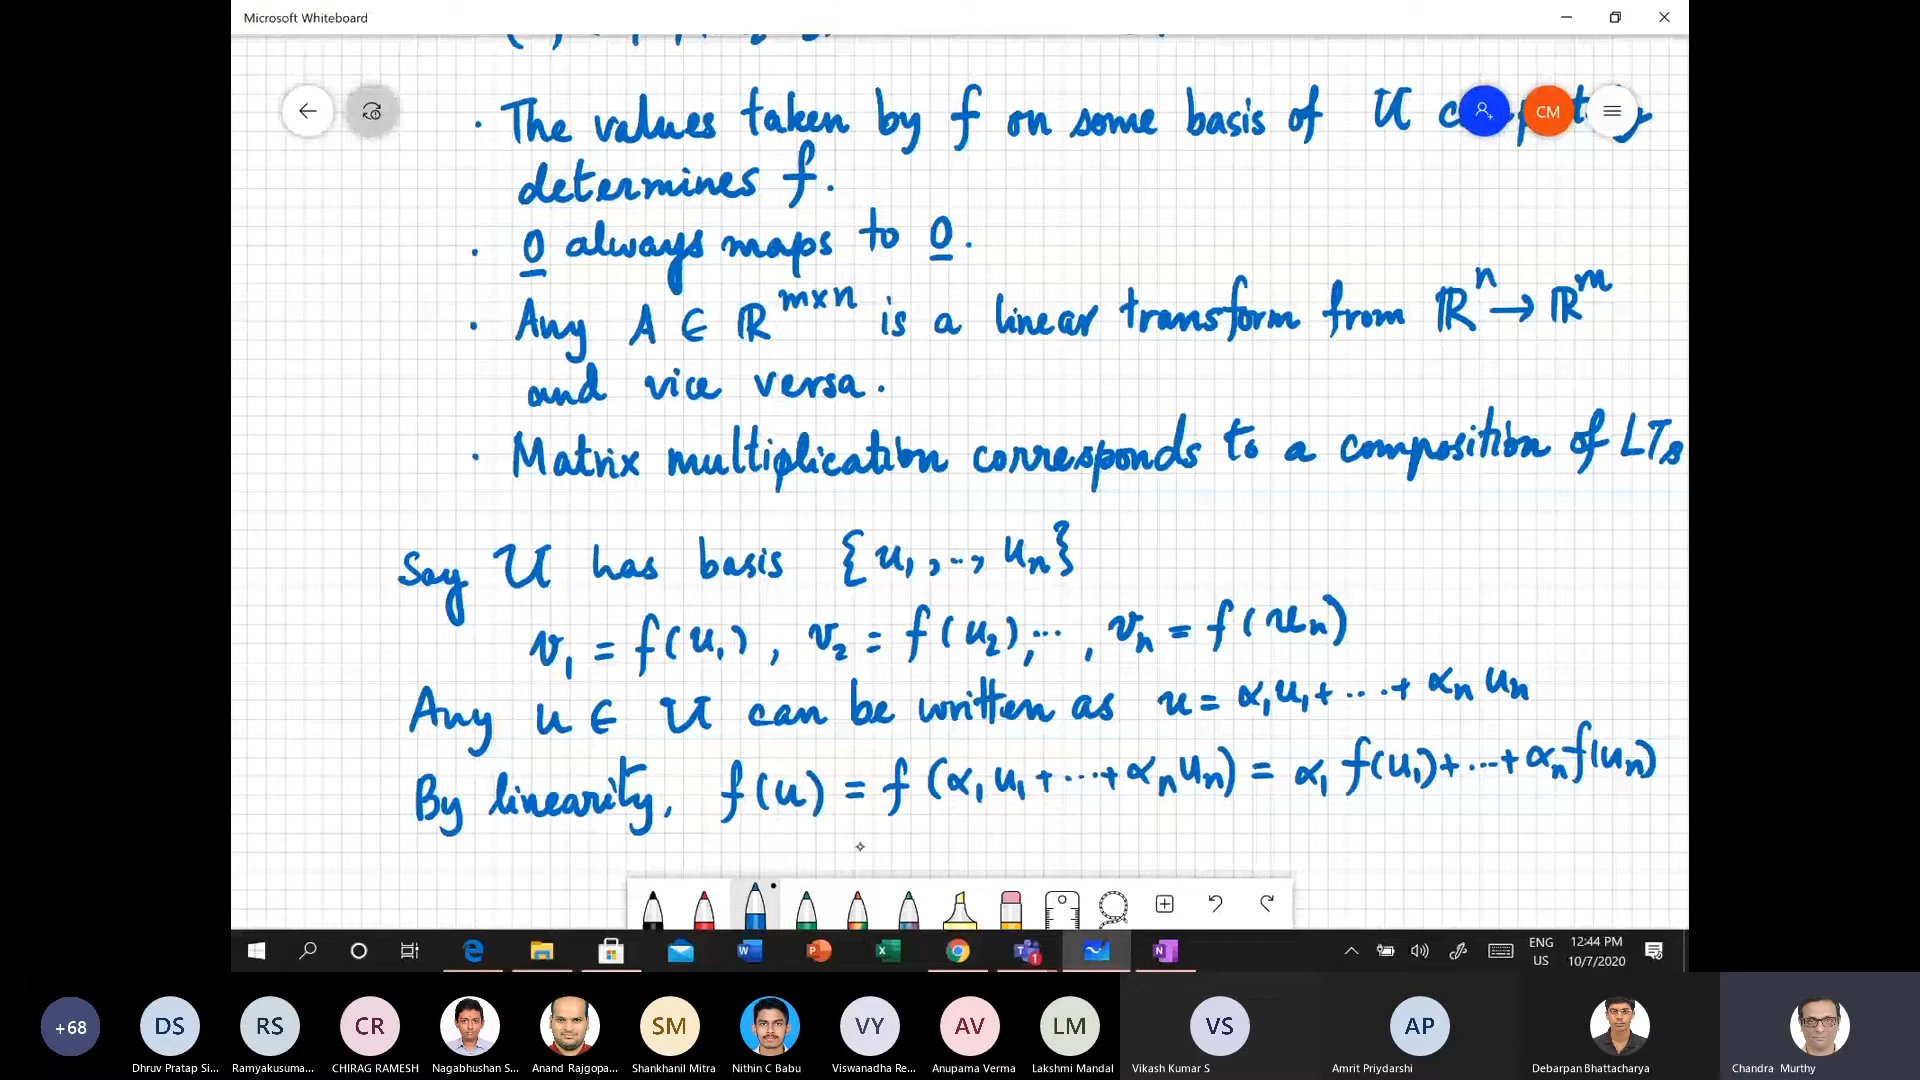 Microsoft Whiteboard
· The values taken by f on some basis of U
CM
determines f.
· 0 always maps to 0.
· Any A ∈ ℝ^{m×n} is a linear transform from ℝ^n → ℝ^m
and vice versa.
· Matrix multiplication corresponds to a composition of LTs
Say U has basis {u₁, .., uₙ}
v₁ = f(u₁), v₂ = f(u₂), ..., vₙ = f(uₙ)
Any u ∈ U can be written as u = α₁u₁ + ... + αₙuₙ
By linearity, f(u) = f(α₁u₁ + ... + αₙuₙ) = α₁ f(u₁) + ... + αₙ f(uₙ)
ENG
US
12:44 PM
10/7/2020
+68
DS
RS
CR
SM
VY
AV
LM
VS
AP
Dhruv Pratap Si...
Ramyakusuma...
CHIRAG RAMESH
Nagabhushan S...
Anand Rajgopa...
Shankhanil Mitra
Nithin C Babu
Viswanadha Re...
Anupama Verma
Lakshmi Mandal
Vikash Kumar S
Amrit Priydarshi
Debarpan Bhattacharya
Chandra Murthy